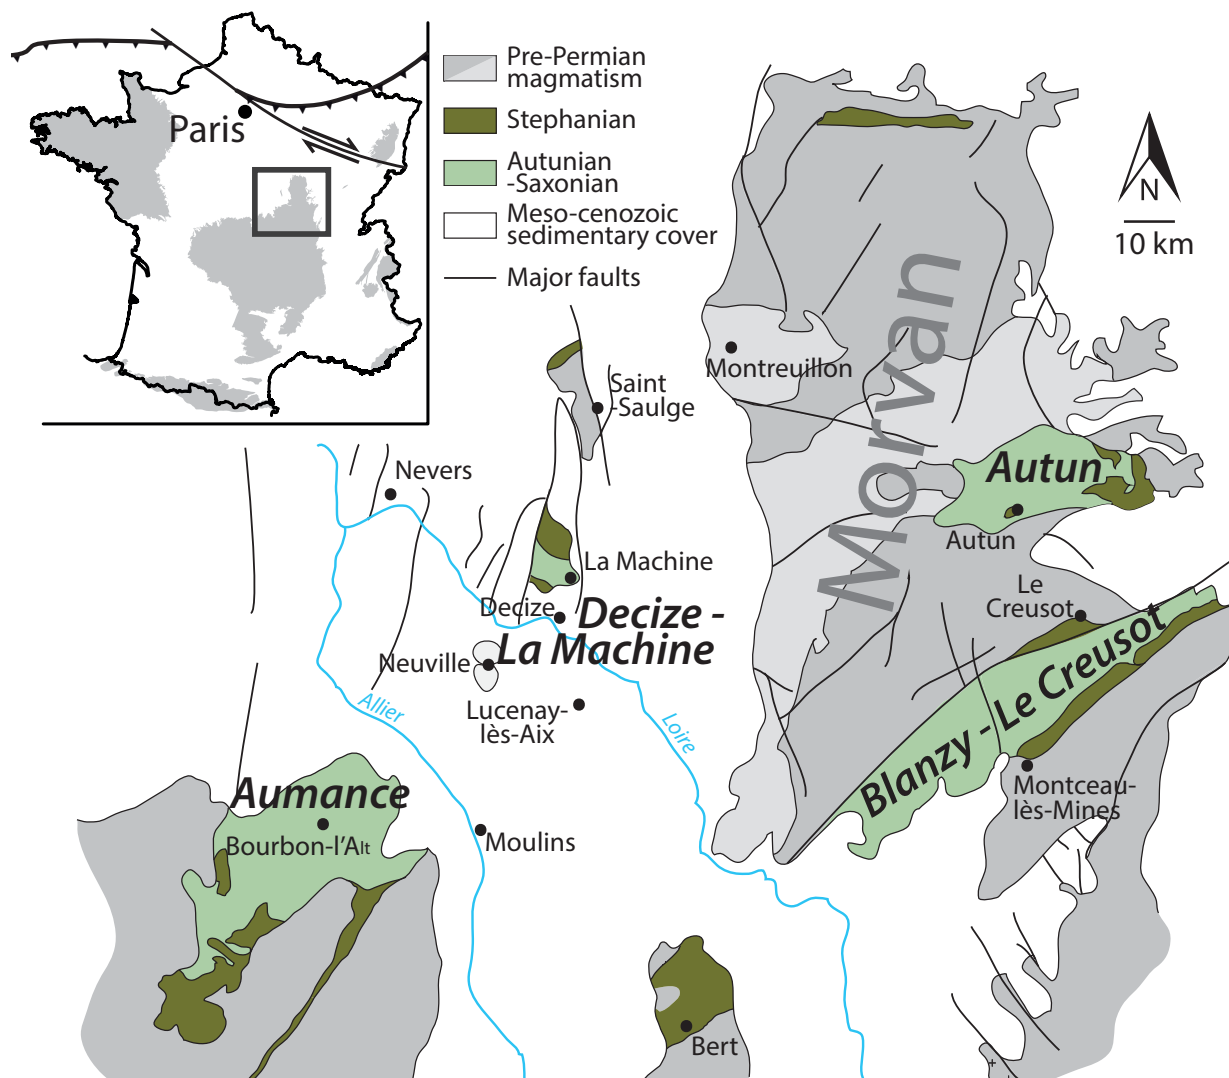 Paris
Pre-Permian
magmatism
Stephanian
Autunian
-Saxonian
Meso-cenozoic
sedimentary cover
Major faults
N
10 km
Morvan
Montreuillon
Saint
-Saulge
Nevers
Autun
Autun
La Machine
Decize
Decize -
La Machine
Le
Creusot
Neuville
Lucenay-
lès-Aix
Allier
Loire
Blanzy - Le Creusot
Montceau-
lès-Mines
Aumance
Bourbon-l'Alt
Moulins
Bert
+